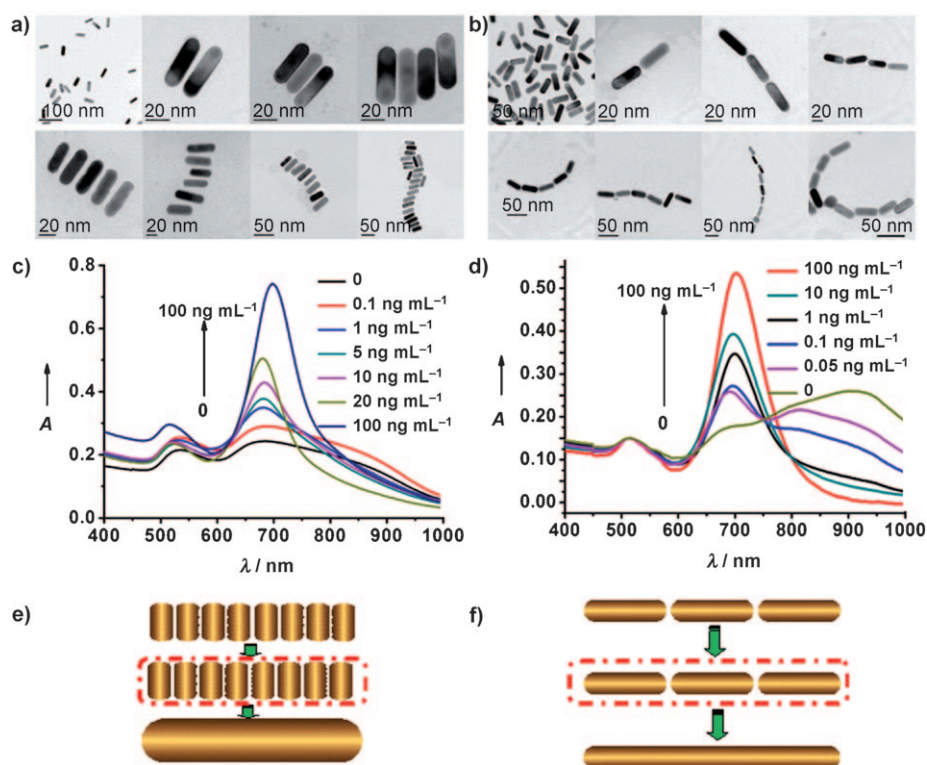 a)
100 nm 20 nm 20 nm 20 nm
20 nm 20 nm 50 nm 50 nm
b)
50 nm 20 nm 20 nm 20 nm
50 nm 50 nm 50 nm 50 nm
c)
0.8
0.6
0.4
0.2
0.0
A
100 ng mL⁻¹
0
0
0.1 ng mL⁻¹
1 ng mL⁻¹
5 ng mL⁻¹
10 ng mL⁻¹
20 ng mL⁻¹
100 ng mL⁻¹
400 500 600 700 800 900 1000
λ / nm
d)
0.50
0.40
0.30
0.20
0.10
0.00
A
100 ng mL⁻¹
0
100 ng mL⁻¹
10 ng mL⁻¹
1 ng mL⁻¹
0.1 ng mL⁻¹
0.05 ng mL⁻¹
0
400 500 600 700 800 900 1000
λ / nm
e)
f)